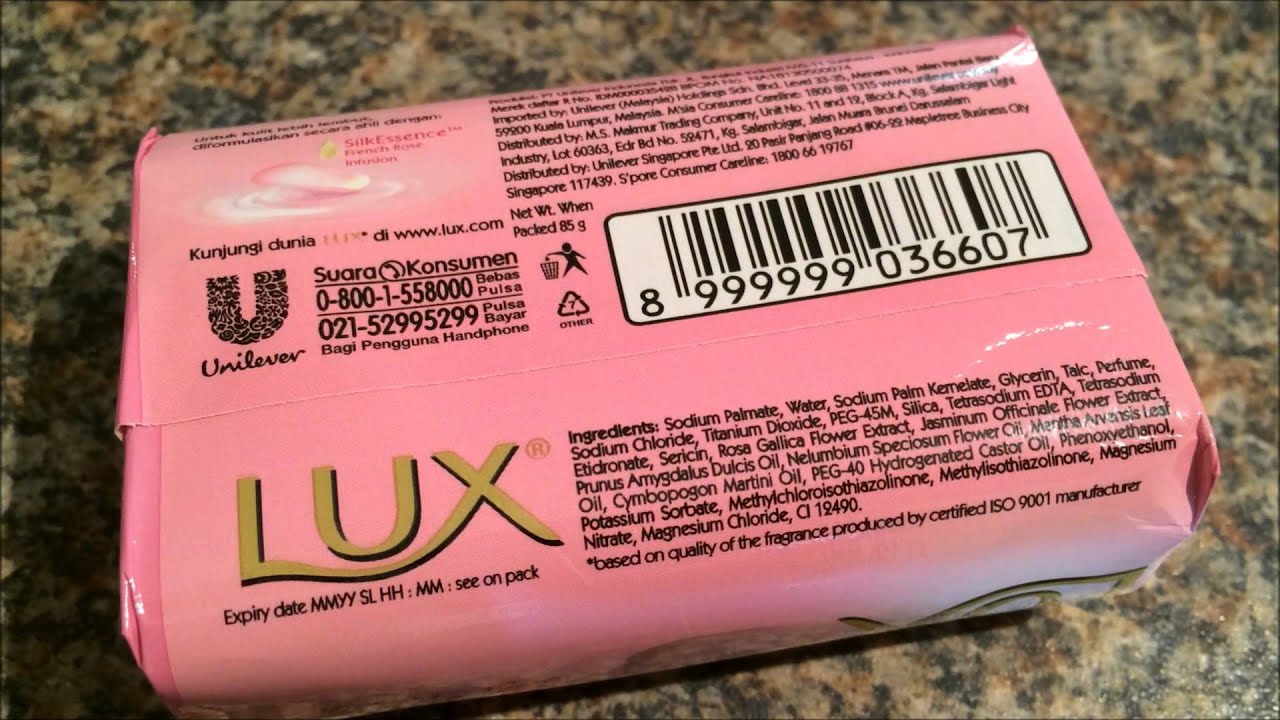 Untuk kulit lebih lembut,
diformulasikan secara ahli dengan:
SilkEssence™
French Rose
Infusion
Kunjungi dunia LUX® di www.lux.com
Unilever
Suara Konsumen
0-800-1-558000 Bebas Pulsa
021-52995299 Pulsa Bayar
Bagi Pengguna Handphone
Produksi: PT Unilever Indonesia
Merek daftar R No. IDM000035428 BPOM
Imported by: Unilever (Malaysia) Holdings Sdn. Bhd. Level 33-35, Menara TM, Jalan Pantai
59200 Kuala Lumpur, Malaysia. M'sia Consumer Careline: 1800 88 1315 www.unilever.com.my
Distributed by: M.S. Makmur Trading Company, Unit No. 11 and 12, Block A, Kg. Salambigar Light
Industry, Lot 60363, Edr Bd No. 52471, Kg. Salambigar, Jalan Muara Brunei Darussalam
Distributed by: Unilever Singapore Pte. Ltd. 20 Pasir Panjang Road #06-22 Mapletree Business City
Singapore 117439. S'pore Consumer Careline: 1800 66 19767
Net Wt. When
Packed 85 g
7
OTHER
8 999999 036607
LUX®
Expiry date MMYY SL HH : MM : see on pack
Ingredients: Sodium Palmate, Water, Sodium Palm Kernelate, Glycerin, Talc, Perfume,
Sodium Chloride, Titanium Dioxide, PEG-45M, Silica, Tetrasodium EDTA, Tetrasodium
Etidronate, Sericin, Rosa Gallica Flower Extract, Jasminum Officinale Flower Extract,
Prunus Amygdalus Dulcis Oil, Nelumbium Speciosum Flower Oil, Mentha Arvensis Leaf
Oil, Cymbopogon Martini Oil, PEG-40 Hydrogenated Castor Oil, Phenoxyethanol,
Potassium Sorbate, Methylchloroisothiazolinone, Methylisothiazolinone, Magnesium
Nitrate, Magnesium Chloride, CI 12490.
*based on quality of the fragrance produced by certified ISO 9001 manufacturer